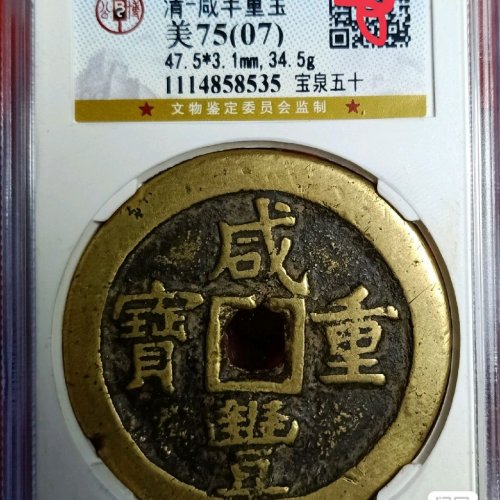 清-咸丰重宝
美75(07)
47.5*3.1mm, 34.5g
1114858535 宝泉五十
★ 文物鉴定委员会监制 ★
咸
寶 重
豐